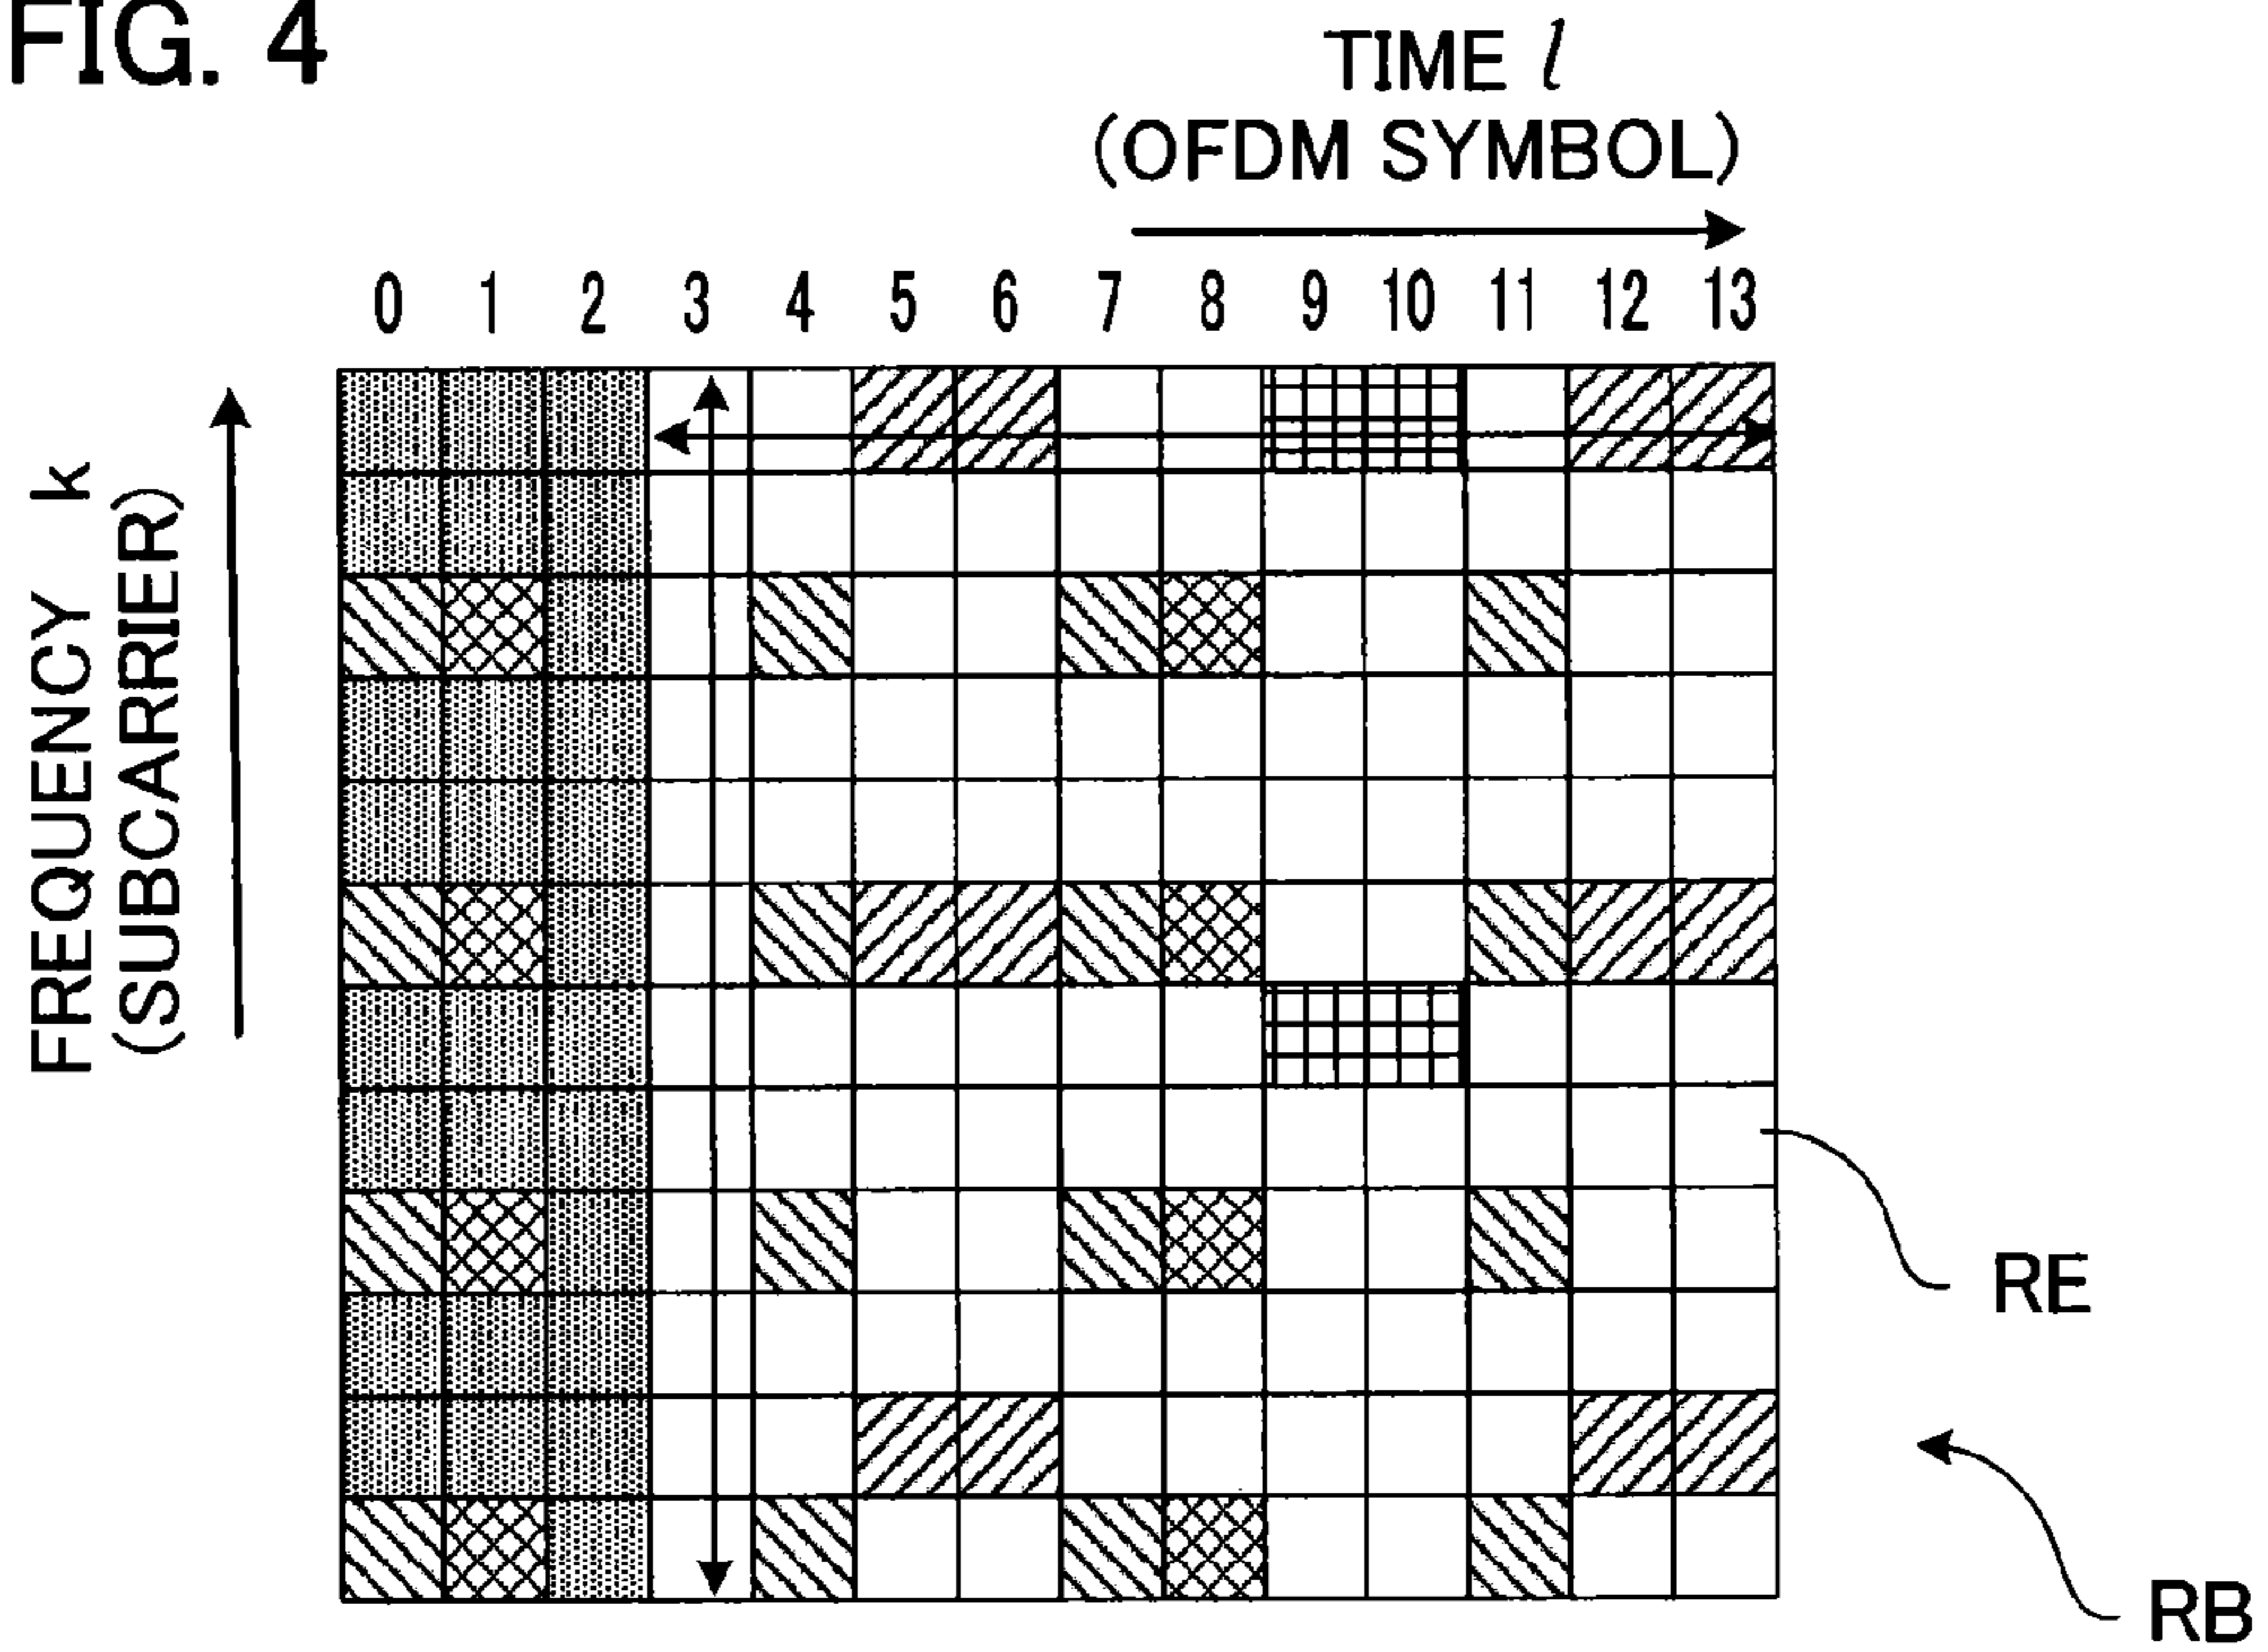 FIG. 4
TIME l
(OFDM SYMBOL)
0 1 2 3 4 5 6 7 8 9 10 11 12 13
FREQUENCY k
(SUBCARRIER)
RE
RB